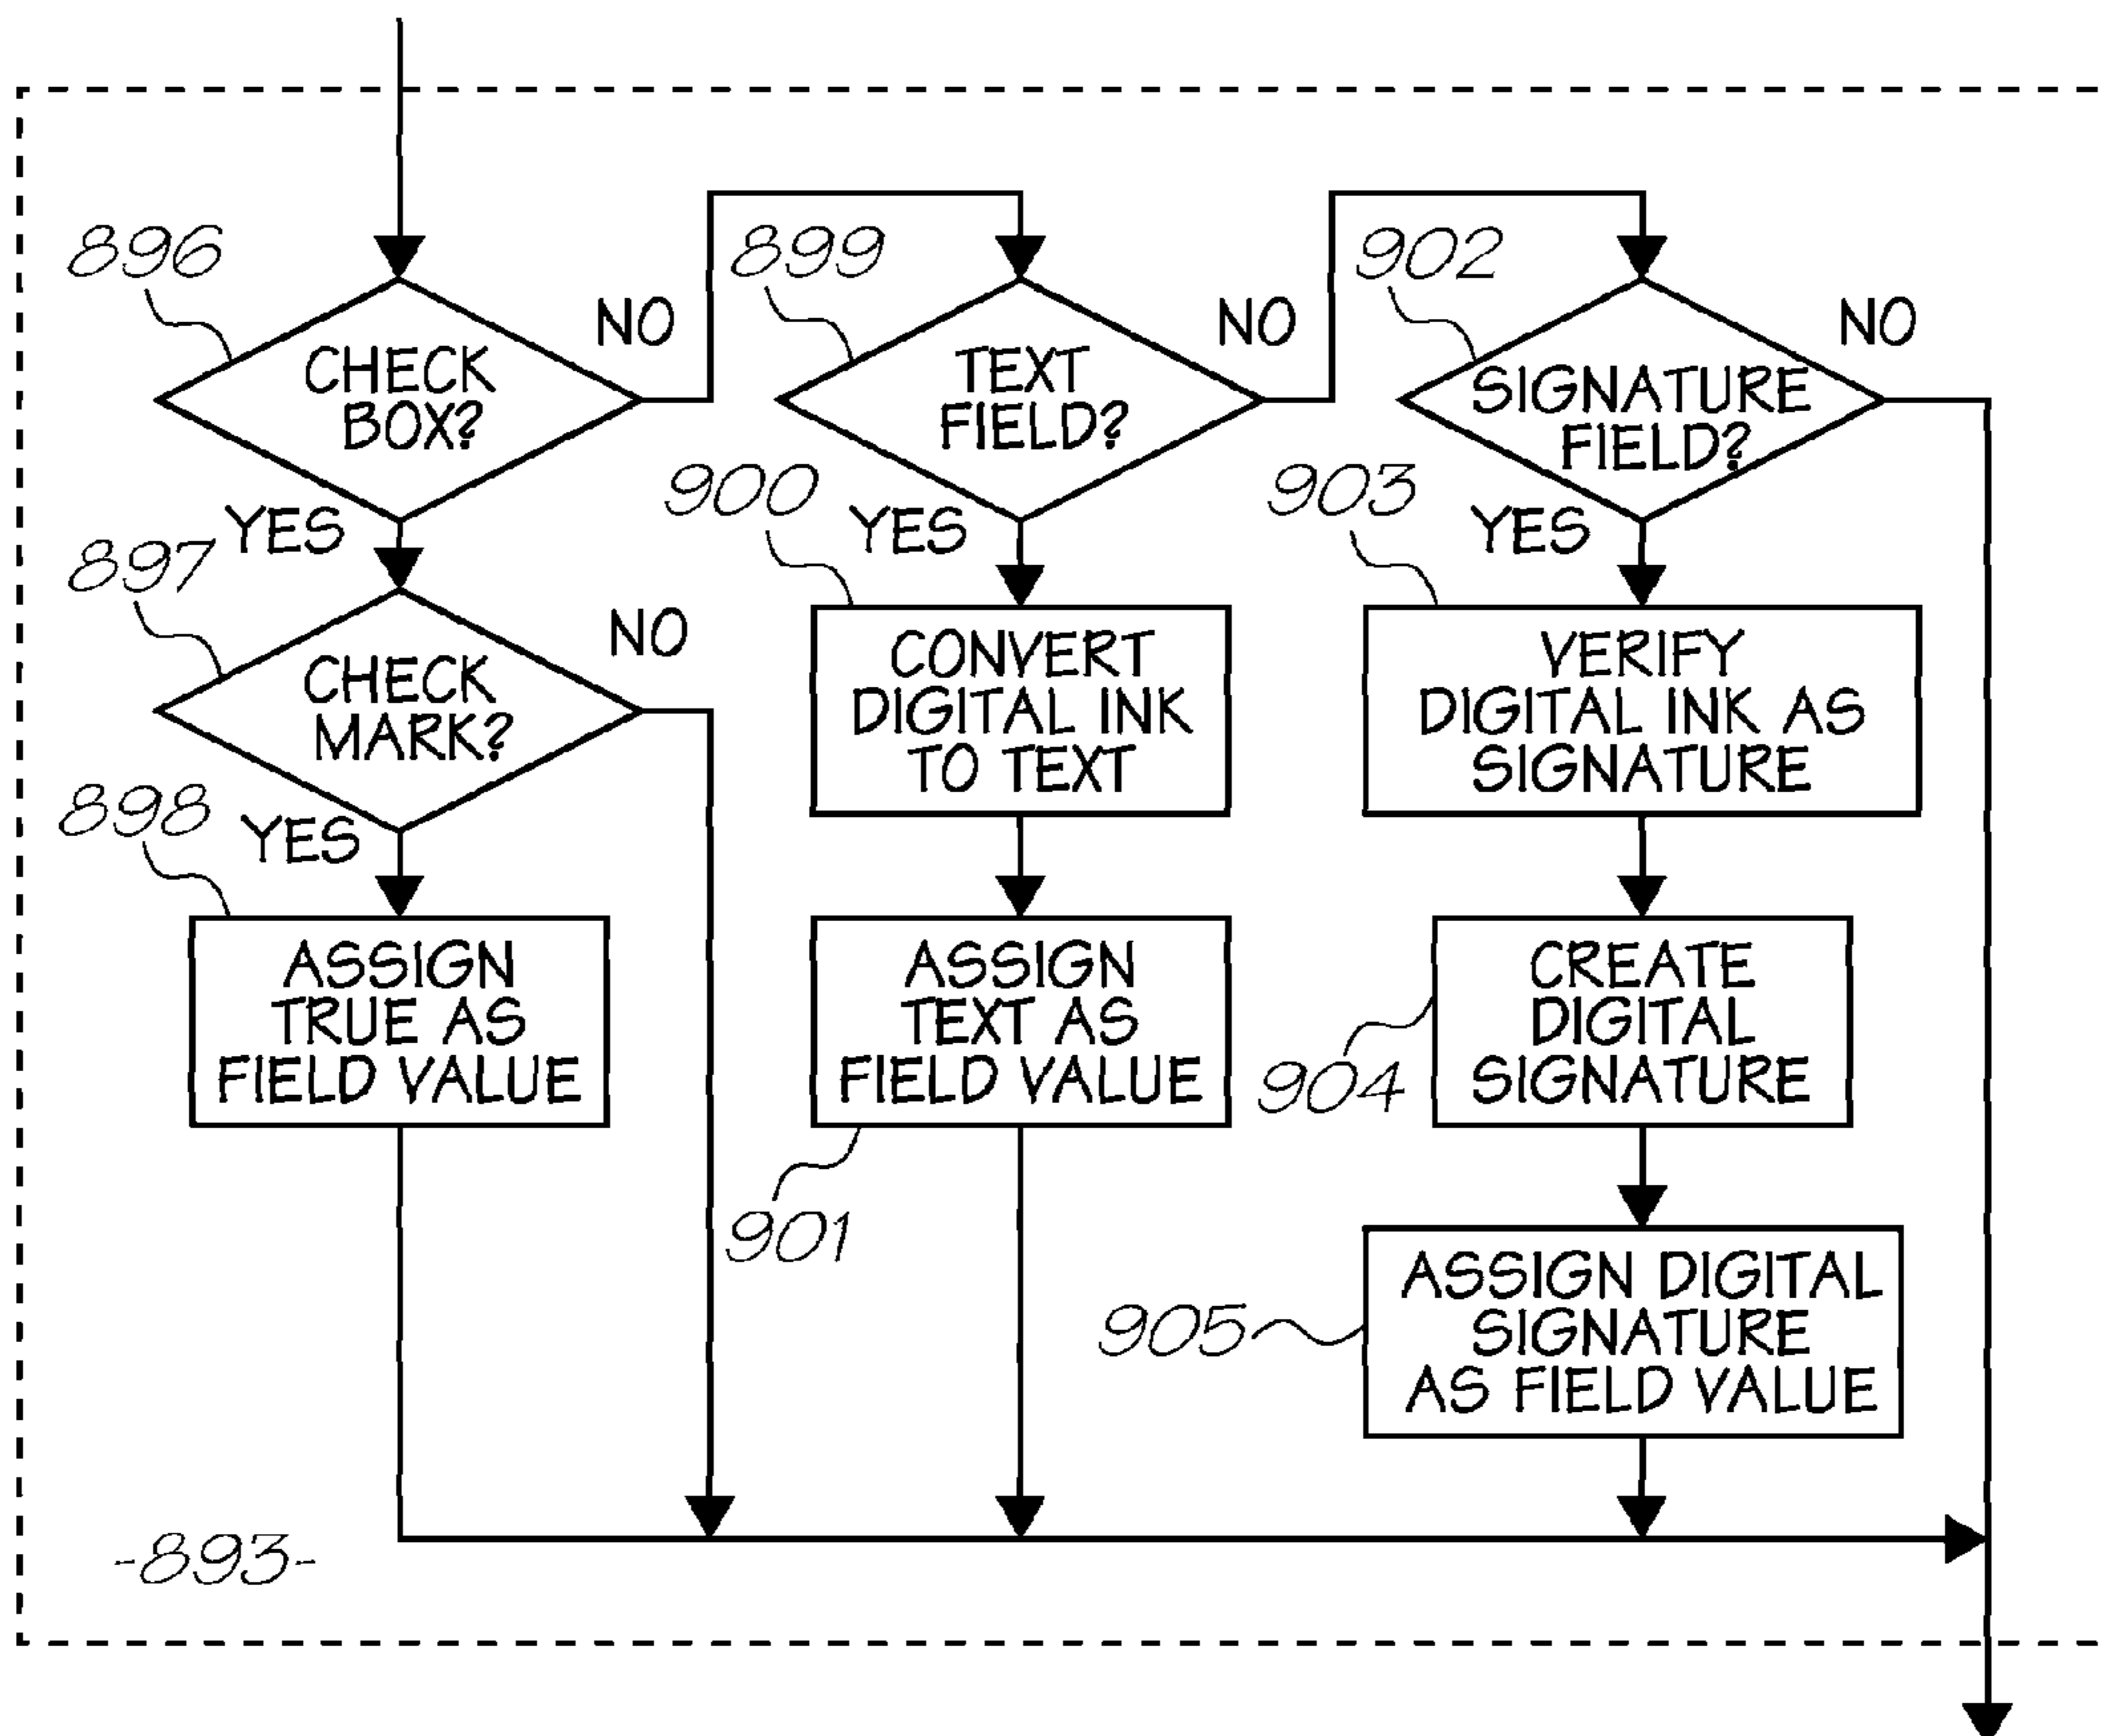 896
CHECK
BOX?
NO
YES
897
CHECK
MARK?
NO
898
YES
ASSIGN
TRUE AS
FIELD VALUE
899
TEXT
FIELD?
NO
900
YES
CONVERT
DIGITAL INK
TO TEXT
ASSIGN
TEXT AS
FIELD VALUE
901
902
SIGNATURE
FIELD?
NO
903
YES
VERIFY
DIGITAL INK AS
SIGNATURE
CREATE
DIGITAL
SIGNATURE
904
ASSIGN DIGITAL
SIGNATURE
AS FIELD VALUE
905
-893-